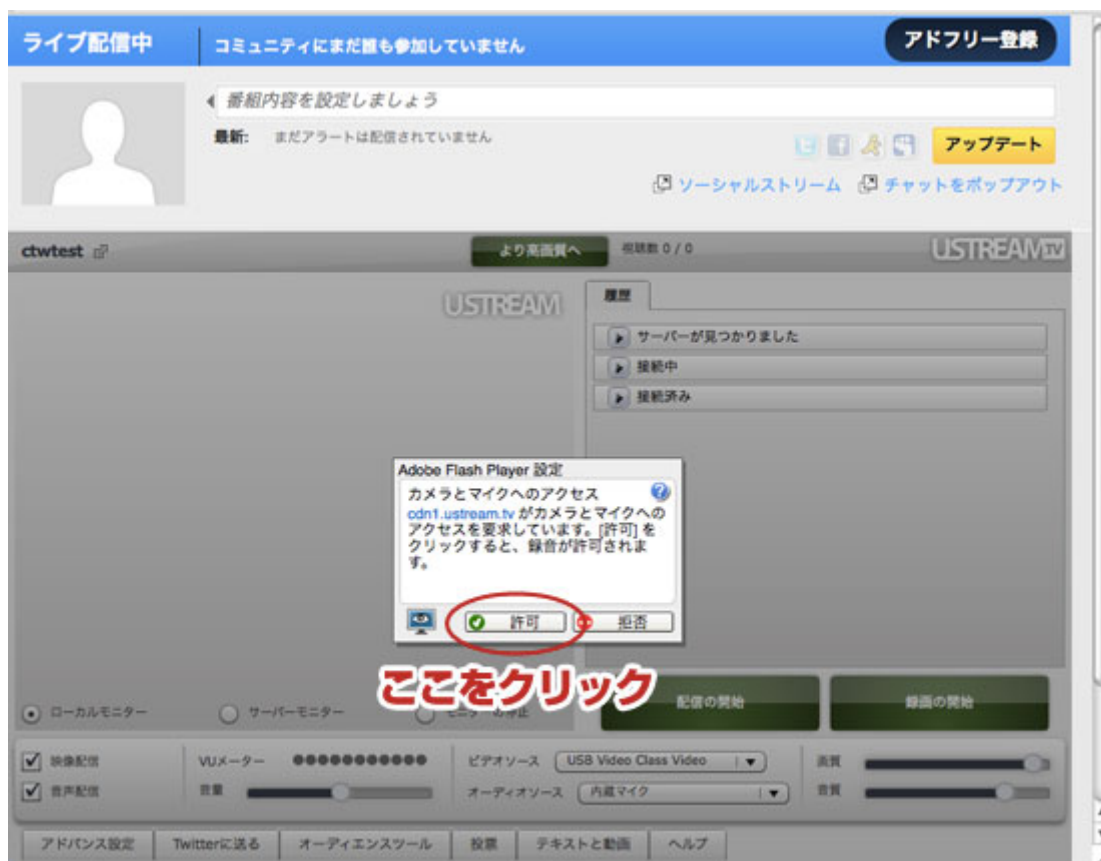 ライブ配信中
コミュニティにまだ誰も参加していません
アドフリー登録
番組内容を設定しましょう
最新: まだアラートは配信されていません
アップデート
ソーシャルストリーム
チャットをポップアウト
ctwtest
より高画質へ
視聴数 0 / 0
USTREAM TV
USTREAM
履歴
サーバーが見つかりました
接続中
接続済み
Adobe Flash Player 設定
カメラとマイクへのアクセス
cdn1.ustream.tv がカメラとマイクへの
アクセスを要求しています。[許可] を
クリックすると、録音が許可されま
す。
許可
拒否
ここをクリック
ローカルモニター
サーバーモニター
モニターの停止
配信の開始
録画の開始
映像配信
VUメーター
ビデオソース
USB Video Class Video
画質
音声配信
音量
オーディオソース
内蔵マイク
音質
アドバンス設定
Twitterに送る
オーディエンスツール
投票
テキストと動画
ヘルプ